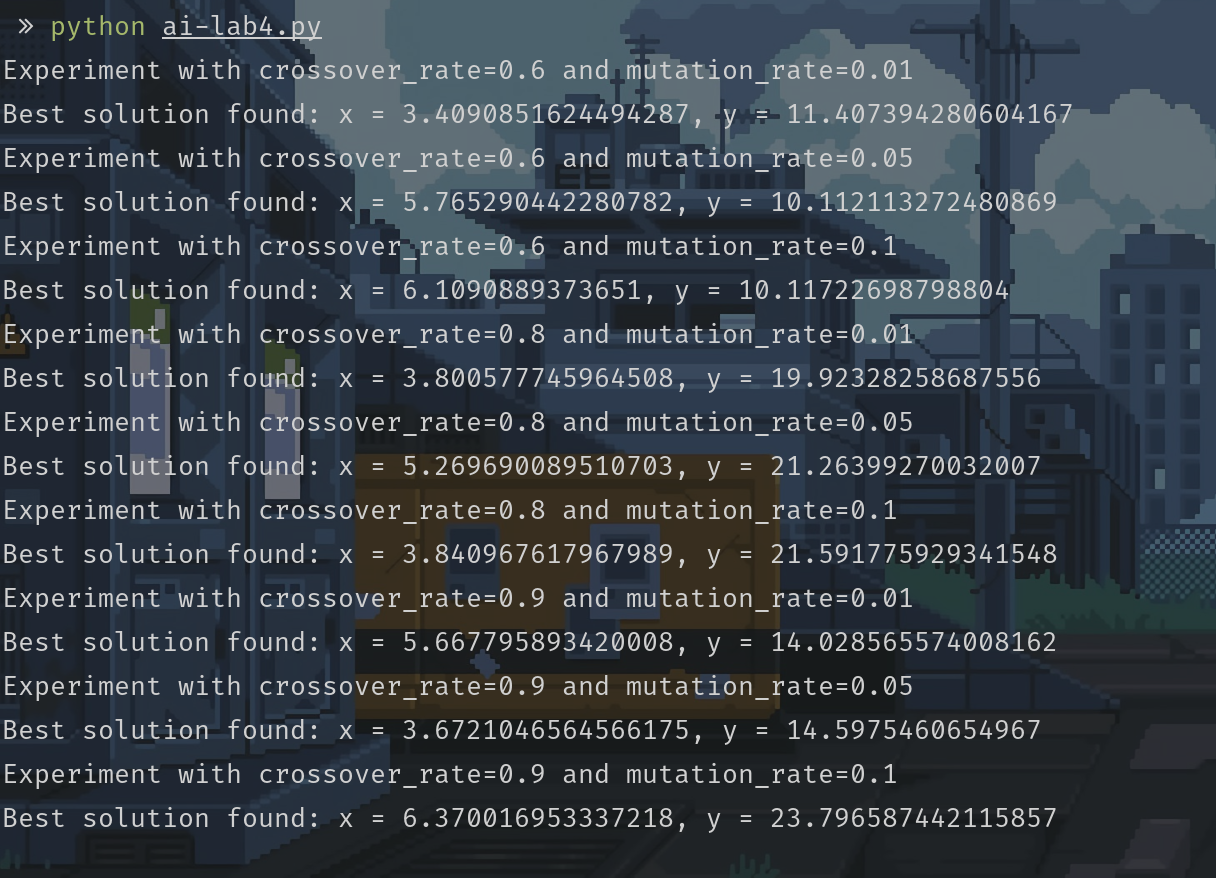 » python ai-lab4.py
Experiment with crossover_rate=0.6 and mutation_rate=0.01
Best solution found: x = 3.4090851624494287, y = 11.407394280604167
Experiment with crossover_rate=0.6 and mutation_rate=0.05
Best solution found: x = 5.765290442280782, y = 10.112113272480869
Experiment with crossover_rate=0.6 and mutation_rate=0.1
Best solution found: x = 6.1090889373651, y = 10.11722698798804
Experiment with crossover_rate=0.8 and mutation_rate=0.01
Best solution found: x = 3.800577745964508, y = 19.92328258687556
Experiment with crossover_rate=0.8 and mutation_rate=0.05
Best solution found: x = 5.269690089510703, y = 21.26399270032007
Experiment with crossover_rate=0.8 and mutation_rate=0.1
Best solution found: x = 3.840967617967989, y = 21.591775929341548
Experiment with crossover_rate=0.9 and mutation_rate=0.01
Best solution found: x = 5.667795893420008, y = 14.028565574008162
Experiment with crossover_rate=0.9 and mutation_rate=0.05
Best solution found: x = 3.6721046564566175, y = 14.5975460654967
Experiment with crossover_rate=0.9 and mutation_rate=0.1
Best solution found: x = 6.370016953337218, y = 23.796587442115857